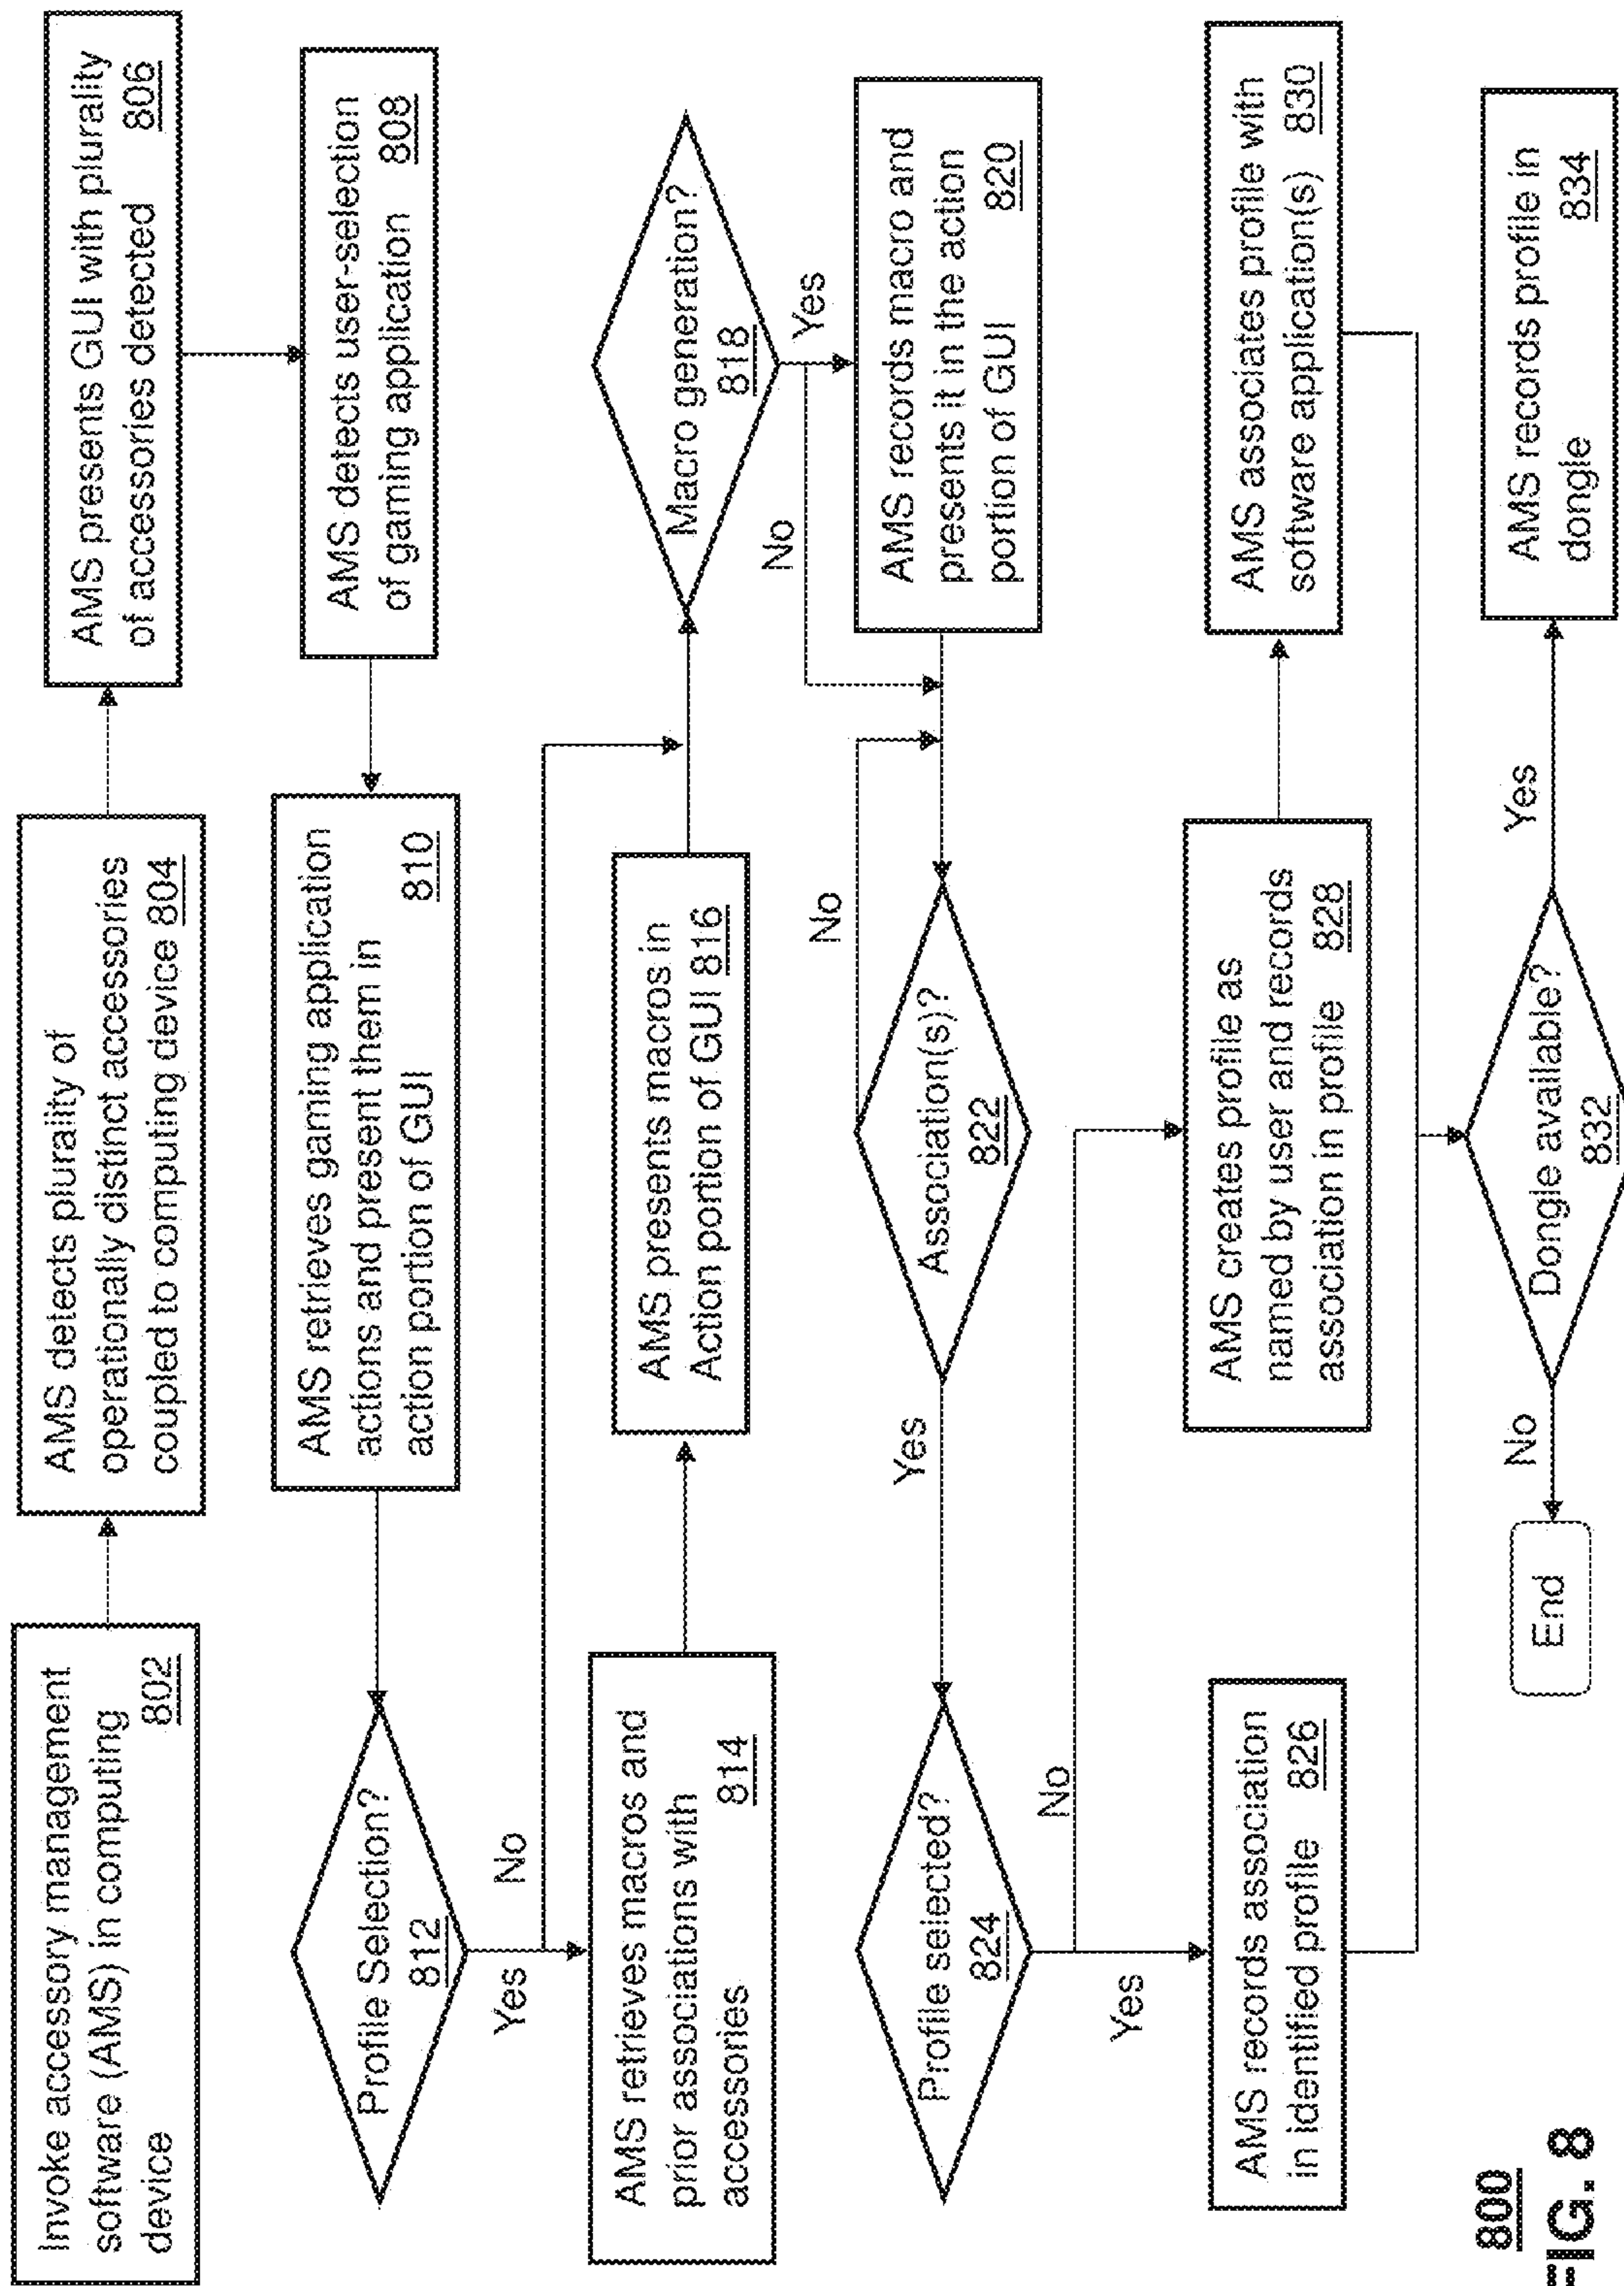 Invoke accessory management
software (AMS) in computing
device 802
AMS detects plurality of
operationally distinct accessories
coupled to computing device 804
AMS presents GUI with plurality
of accessories detected 806
AMS detects user-selection
of gaming application 808
AMS retrieves gaming application
actions and present them in
action portion of GUI 810
Profile Selection?
812
Yes
No
AMS retrieves macros and
prior associations with
accessories 814
AMS presents macros in
Action portion of GUI 816
Macro generation?
818
Yes
No
AMS records macro and
presents it in the action
portion of GUI 820
Association(s)?
822
No
Yes
Profile selected?
824
Yes
No
AMS records association
in identified profile 826
AMS creates profile as
named by user and records
association in profile 828
AMS associates profile with
software application(s) 830
Dongle available?
832
Yes
No
AMS records profile in
dongle 834
End
800
FIG. 8